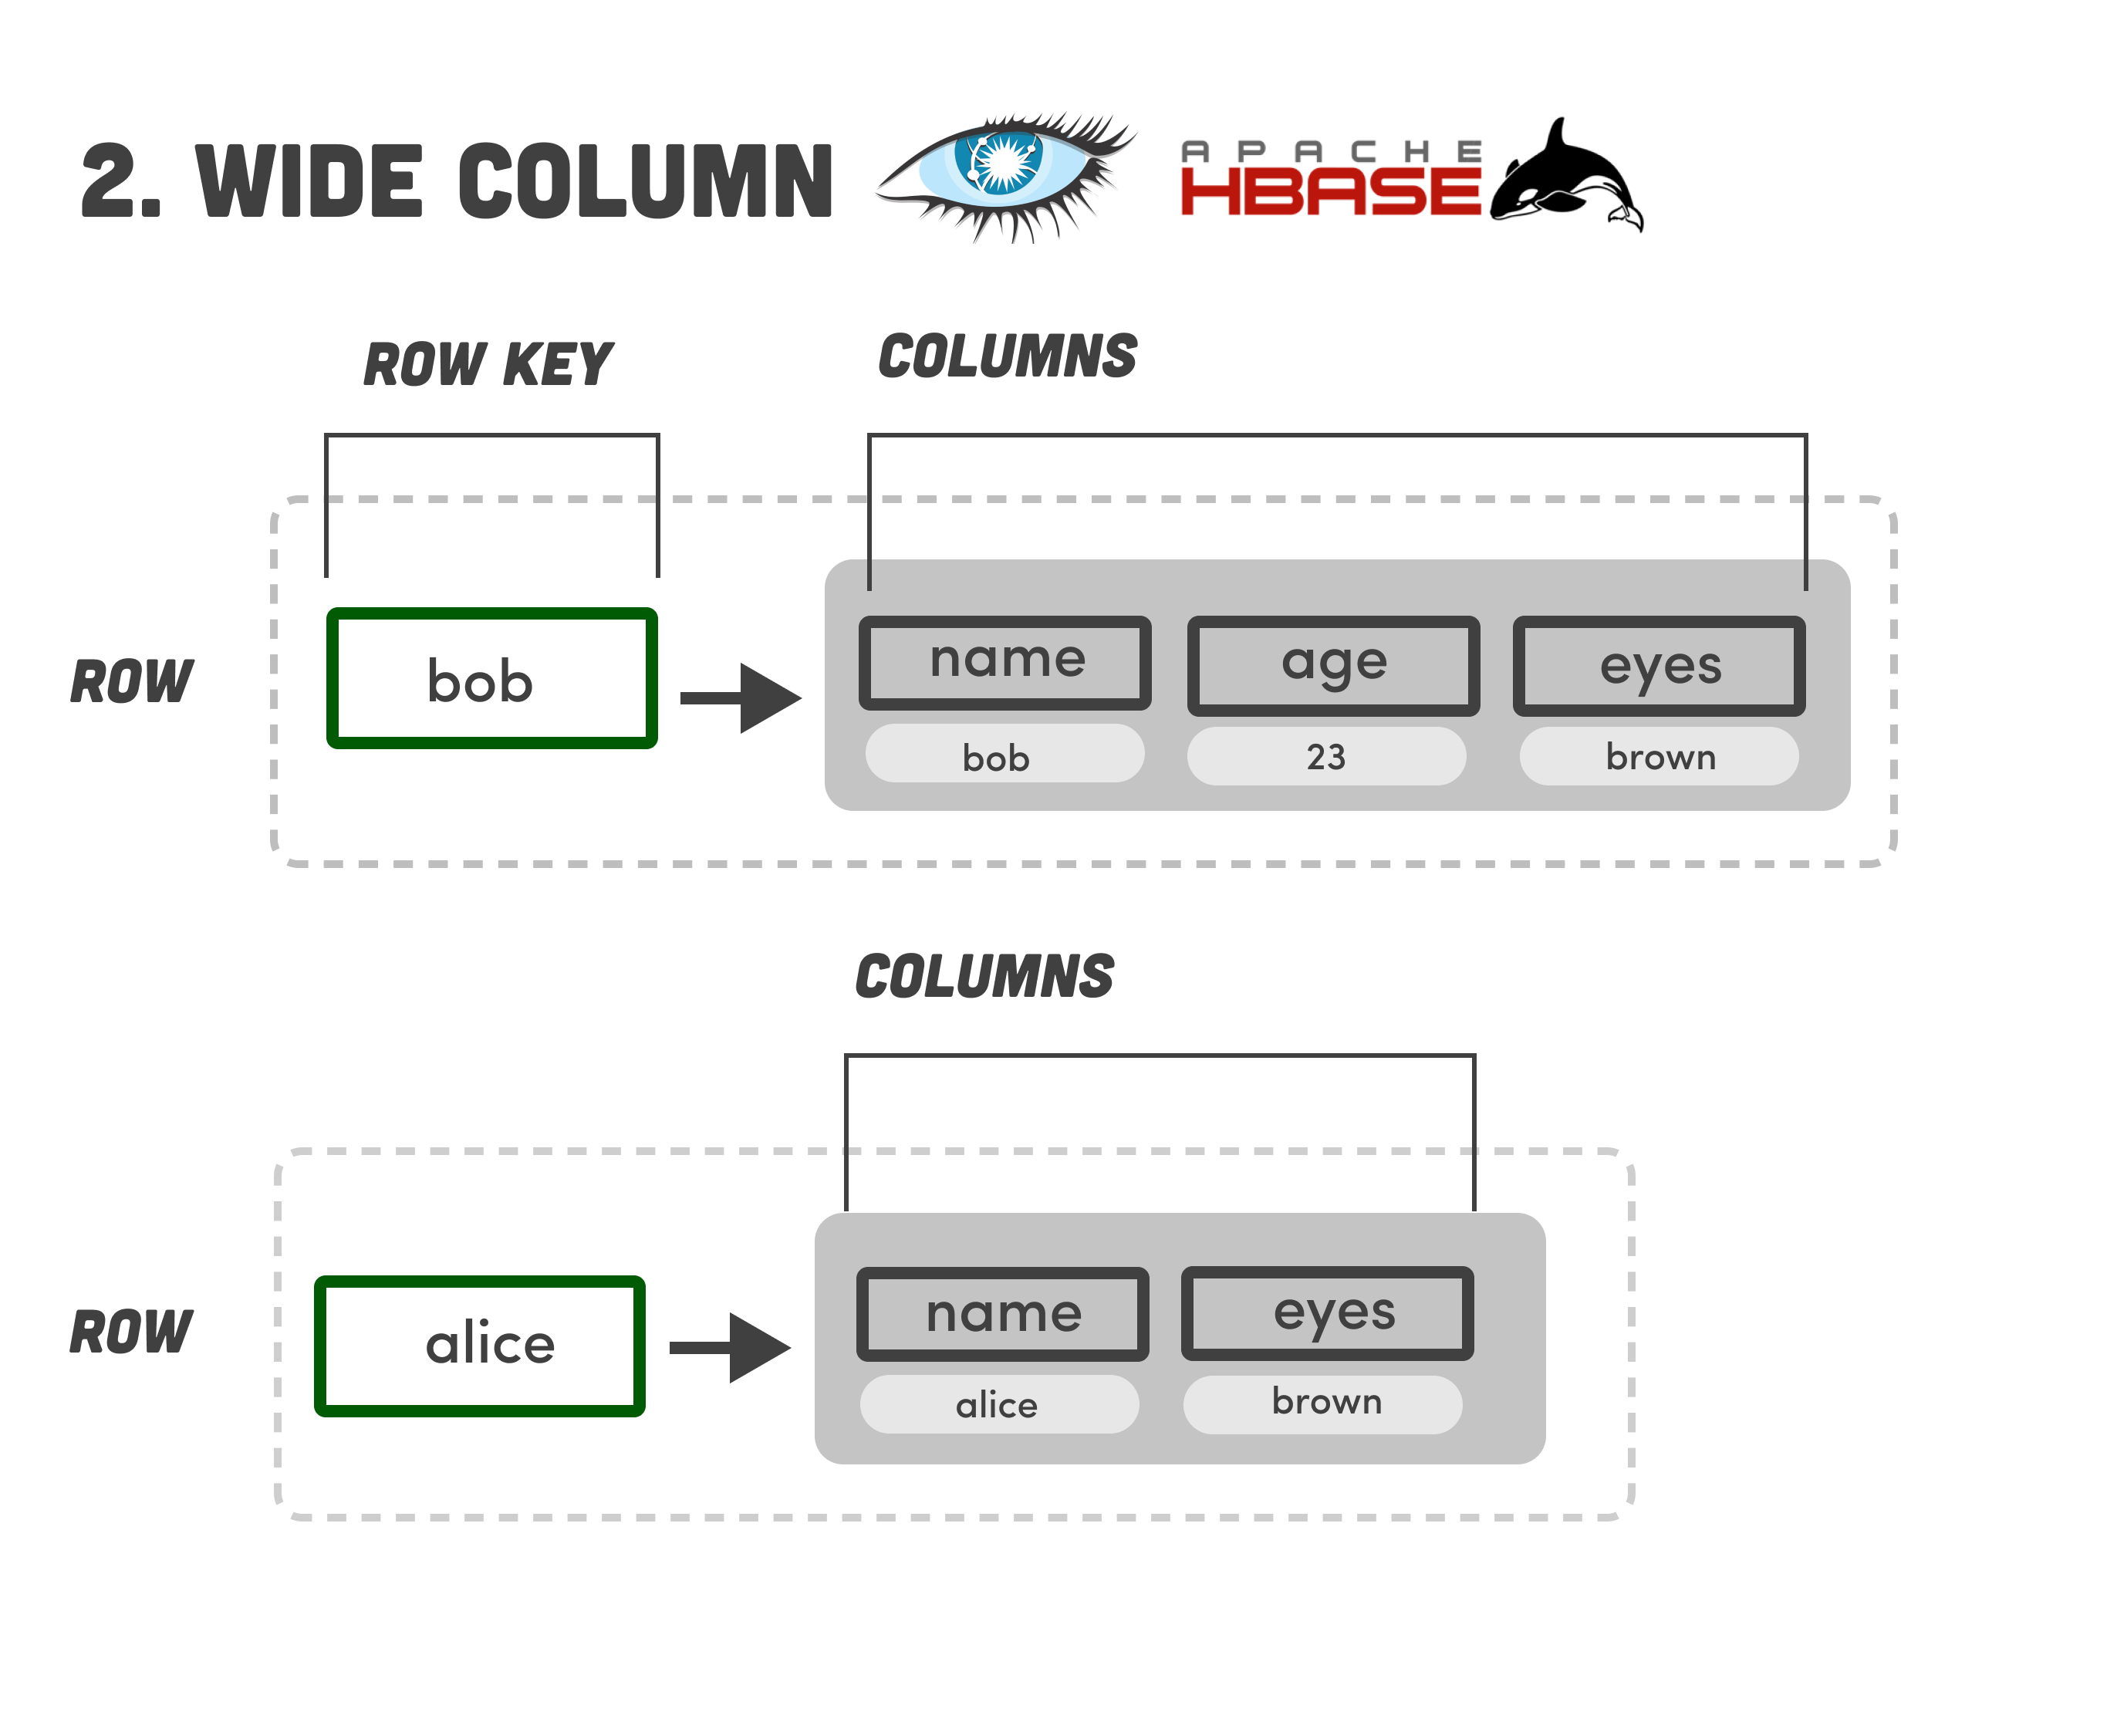 2. WIDE COLUMN
APACHE
HBASE
ROW KEY
COLUMNS
ROW
bob
name
age
eyes
bob
23
brown
COLUMNS
ROW
alice
name
eyes
alice
brown